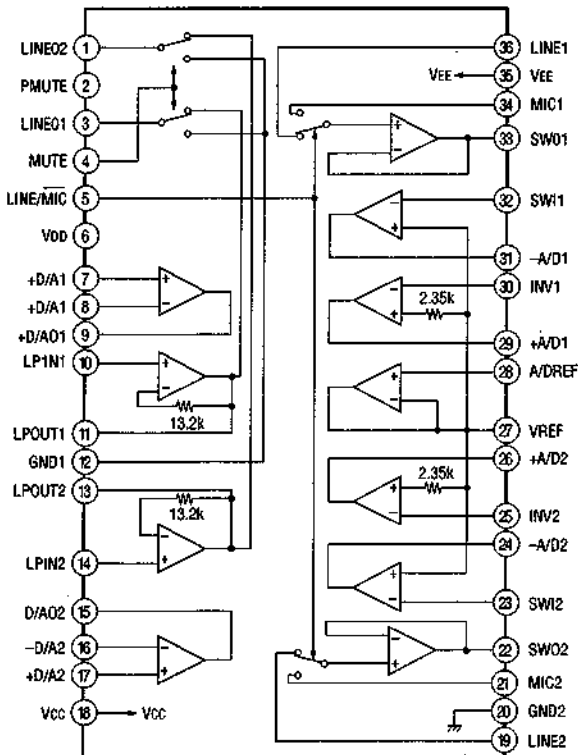 LINEO2 1
PMUTE 2
LINEO1 3
MUTE 4
LINE/MIC 5
VDD 6
+D/A1 7
+D/A1 8
+D/AO1 9
LP1N1 10
LPOUT1 11
GND1 12
LPOUT2 13
LPIN2 14
D/AO2 15
–D/A2 16
+D/A2 17
VCC 18 VCC
36 LINE1
VEE 35 VEE
34 MIC1
33 SWO1
32 SWI1
31 –A/D1
30 INV1
29 +A/D1
28 A/DREF
27 VREF
26 +A/D2
25 INV2
24 –A/D2
23 SWI2
22 SWO2
21 MIC2
20 GND2
19 LINE2
+
–
+
–
13.2k
13.2k
–
+
–
+
+
–
–
+
–
+
2.35k
+
–
2.35k
+
–
+
–
–
+